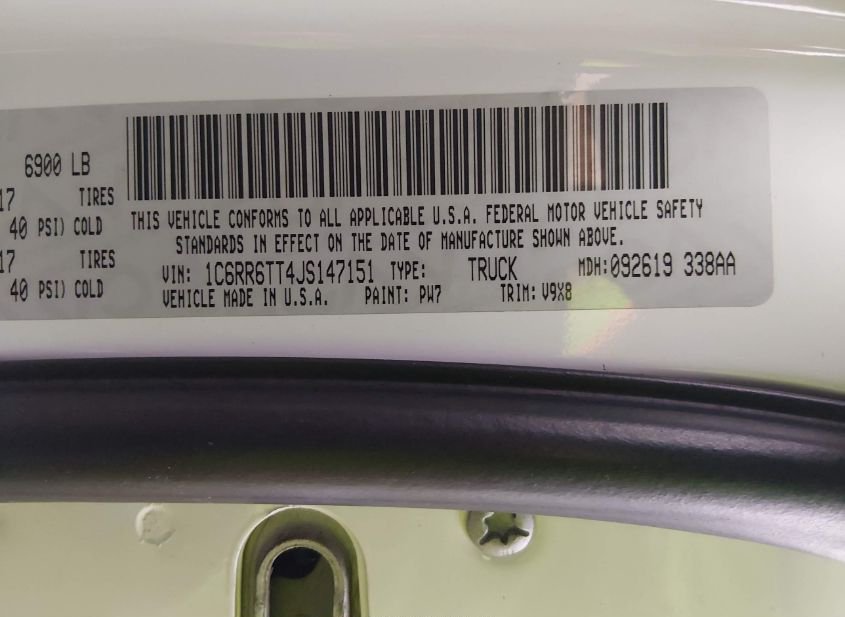 6900 LB
17 TIRES
40 PSI) COLD
17 TIRES
40 PSI) COLD
THIS VEHICLE CONFORMS TO ALL APPLICABLE U.S.A. FEDERAL MOTOR VEHICLE SAFETY
STANDARDS IN EFFECT ON THE DATE OF MANUFACTURE SHOWN ABOVE.
VIN: 1C6RR6TT4JS147151 TYPE: TRUCK MDH:092619 338AA
VEHICLE MADE IN U.S.A. PAINT: PW7 TRIM: V9X8